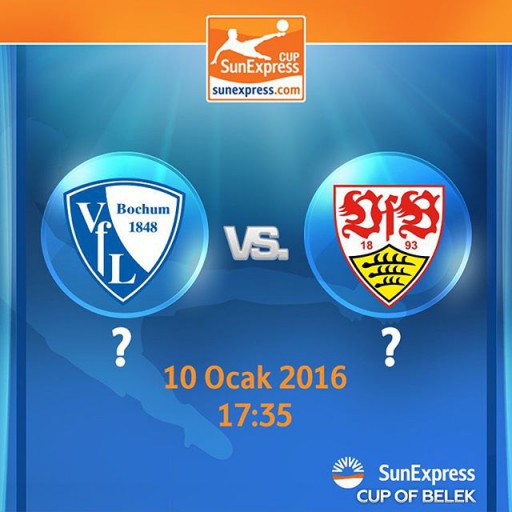 CUP
SunExpress
sunexpress.com
VfL
Bochum
1848
VS.
VfB
18 93
?
?
10 Ocak 2016
17:35
SunExpress
CUP OF BELEK